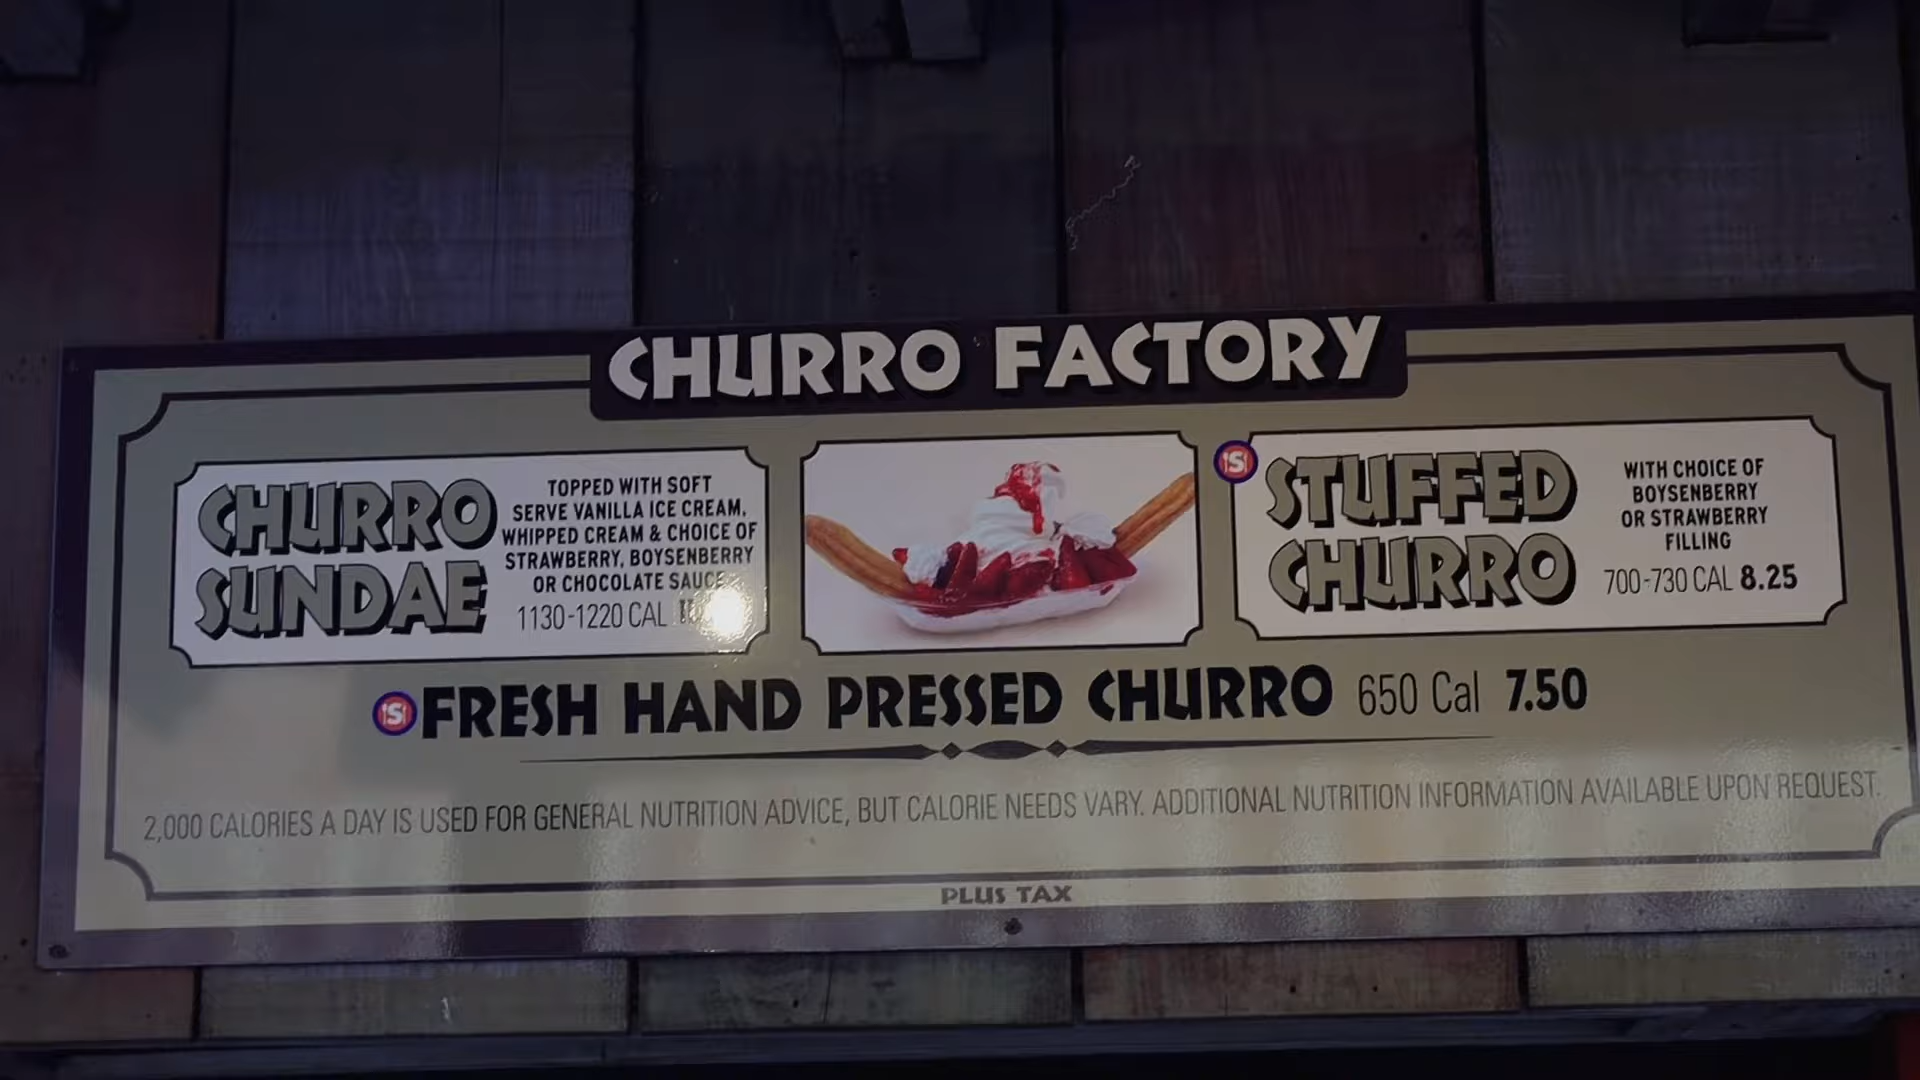 CHURRO FACTORY
CHURRO
SUNDAE
TOPPED WITH SOFT
SERVE VANILLA ICE CREAM,
WHIPPED CREAM & CHOICE OF
STRAWBERRY, BOYSENBERRY
OR CHOCOLATE SAUCE
1130-1220 CAL
STUFFED
CHURRO
WITH CHOICE OF
BOYSENBERRY
OR STRAWBERRY
FILLING
700-730 CAL 8.25
FRESH HAND PRESSED CHURRO 650 Cal 7.50
2,000 CALORIES A DAY IS USED FOR GENERAL NUTRITION ADVICE, BUT CALORIE NEEDS VARY. ADDITIONAL NUTRITION INFORMATION AVAILABLE UPON REQUEST.
PLUS TAX